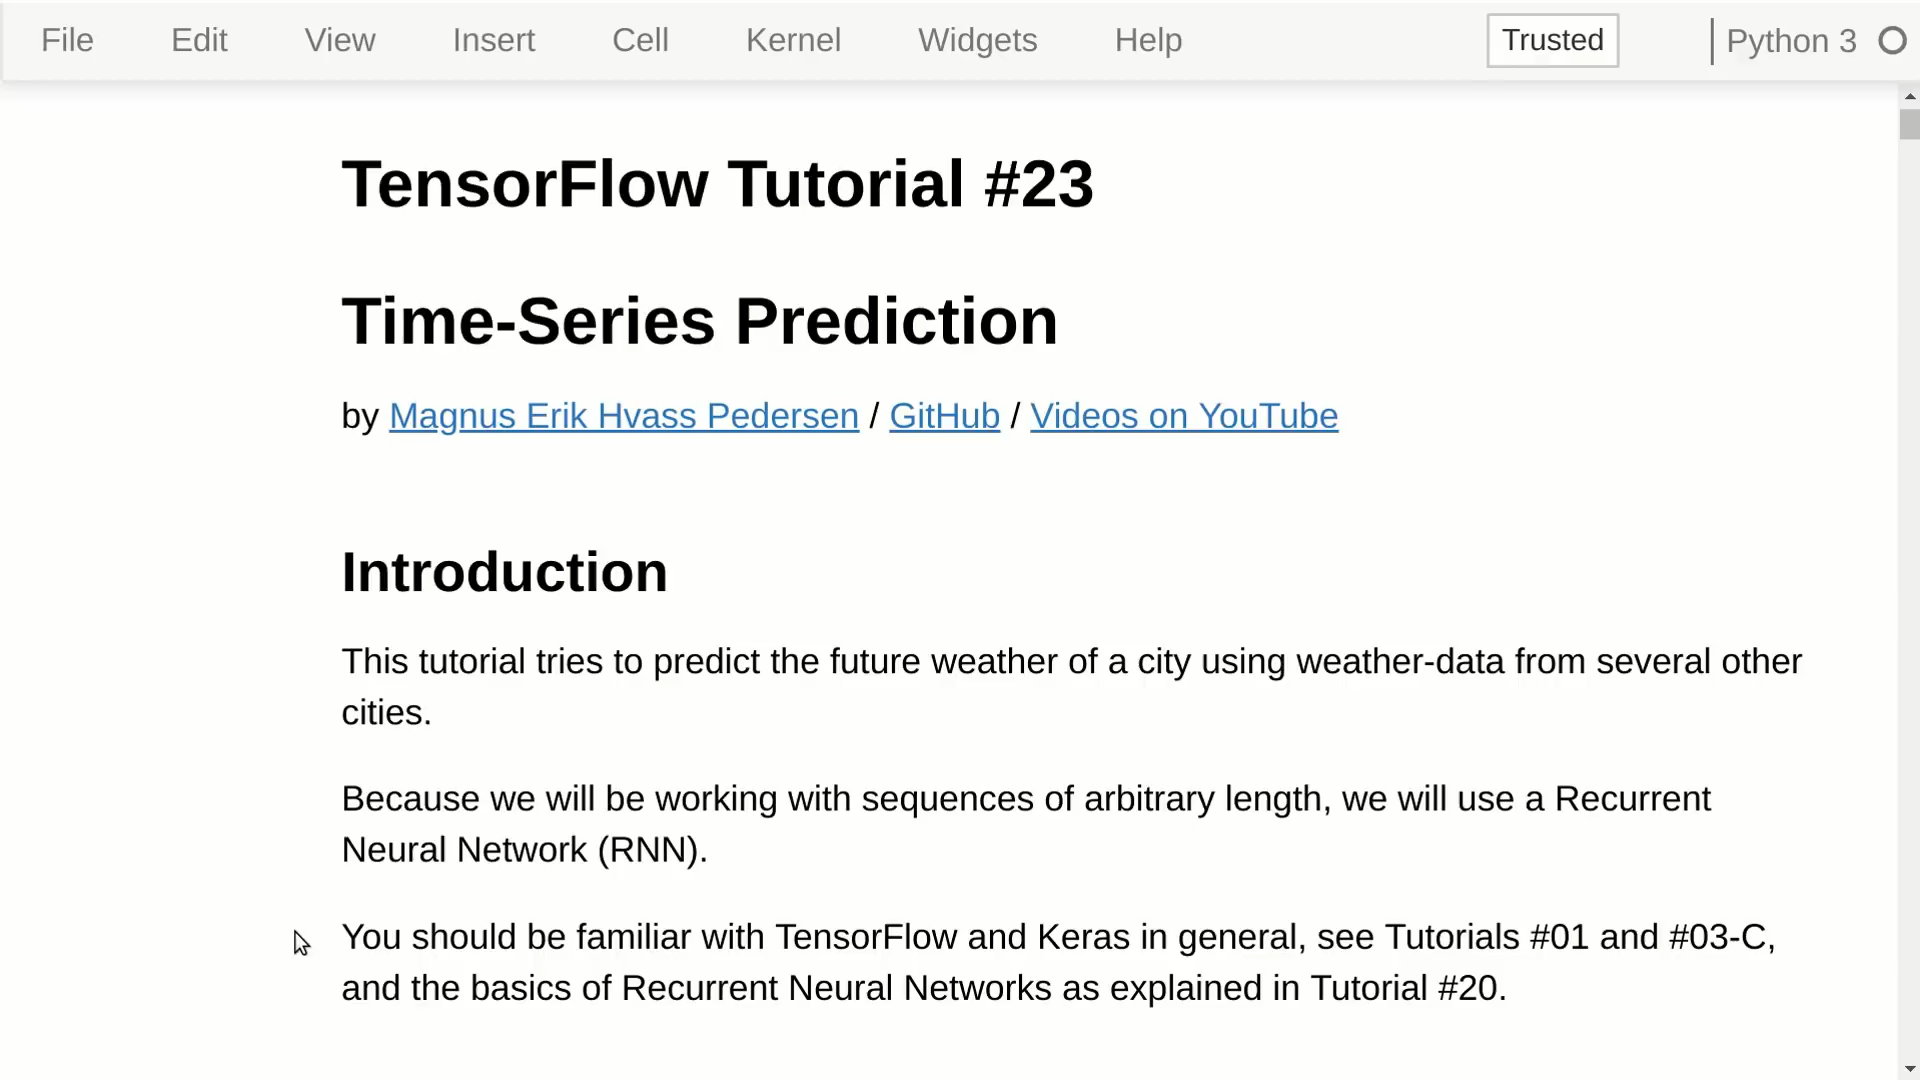 File Edit View Insert Cell Kernel Widgets Help Trusted Python 3
TensorFlow Tutorial #23
Time-Series Prediction
by Magnus Erik Hvass Pedersen / GitHub / Videos on YouTube
Introduction
This tutorial tries to predict the future weather of a city using weather-data from several other
cities.
Because we will be working with sequences of arbitrary length, we will use a Recurrent
Neural Network (RNN).
You should be familiar with TensorFlow and Keras in general, see Tutorials #01 and #03-C,
and the basics of Recurrent Neural Networks as explained in Tutorial #20.